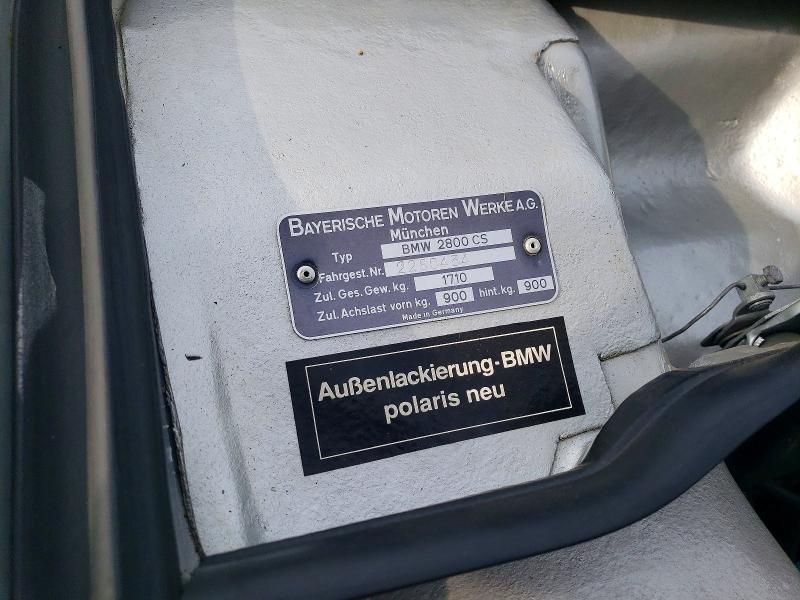 BAYERISCHE MOTOREN WERKE A.G.
München
Typ BMW 2800 CS
Fahrgest. Nr.
Zul. Ges. Gew. kg. 1710
Zul. Achslast vorn kg. 900 hint. kg. 900
Made in Germany
Außenlackierung-BMW
polaris neu